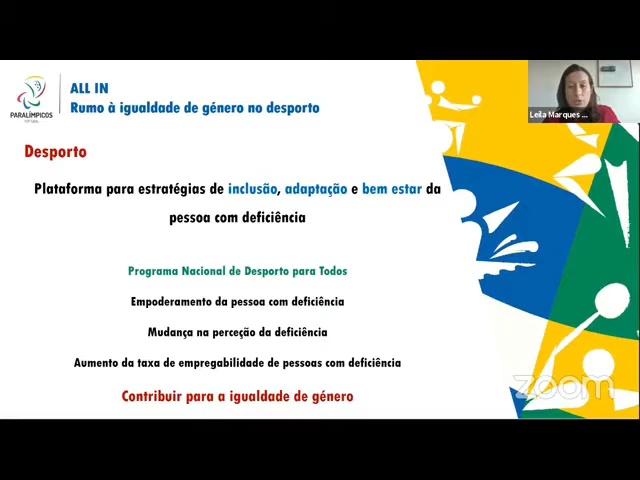 ALL IN
Rumo à igualdade de género no desporto
PARALÍMPICOS
Leila Marques ...
Desporto
Plataforma para estratégias de inclusão, adaptação e bem estar da
pessoa com deficiência
Programa Nacional de Desporto para Todos
Empoderamento da pessoa com deficiência
Mudança na perceção da deficiência
Aumento da taxa de empregabilidade de pessoas com deficiência
Contribuir para a igualdade de género
zoom